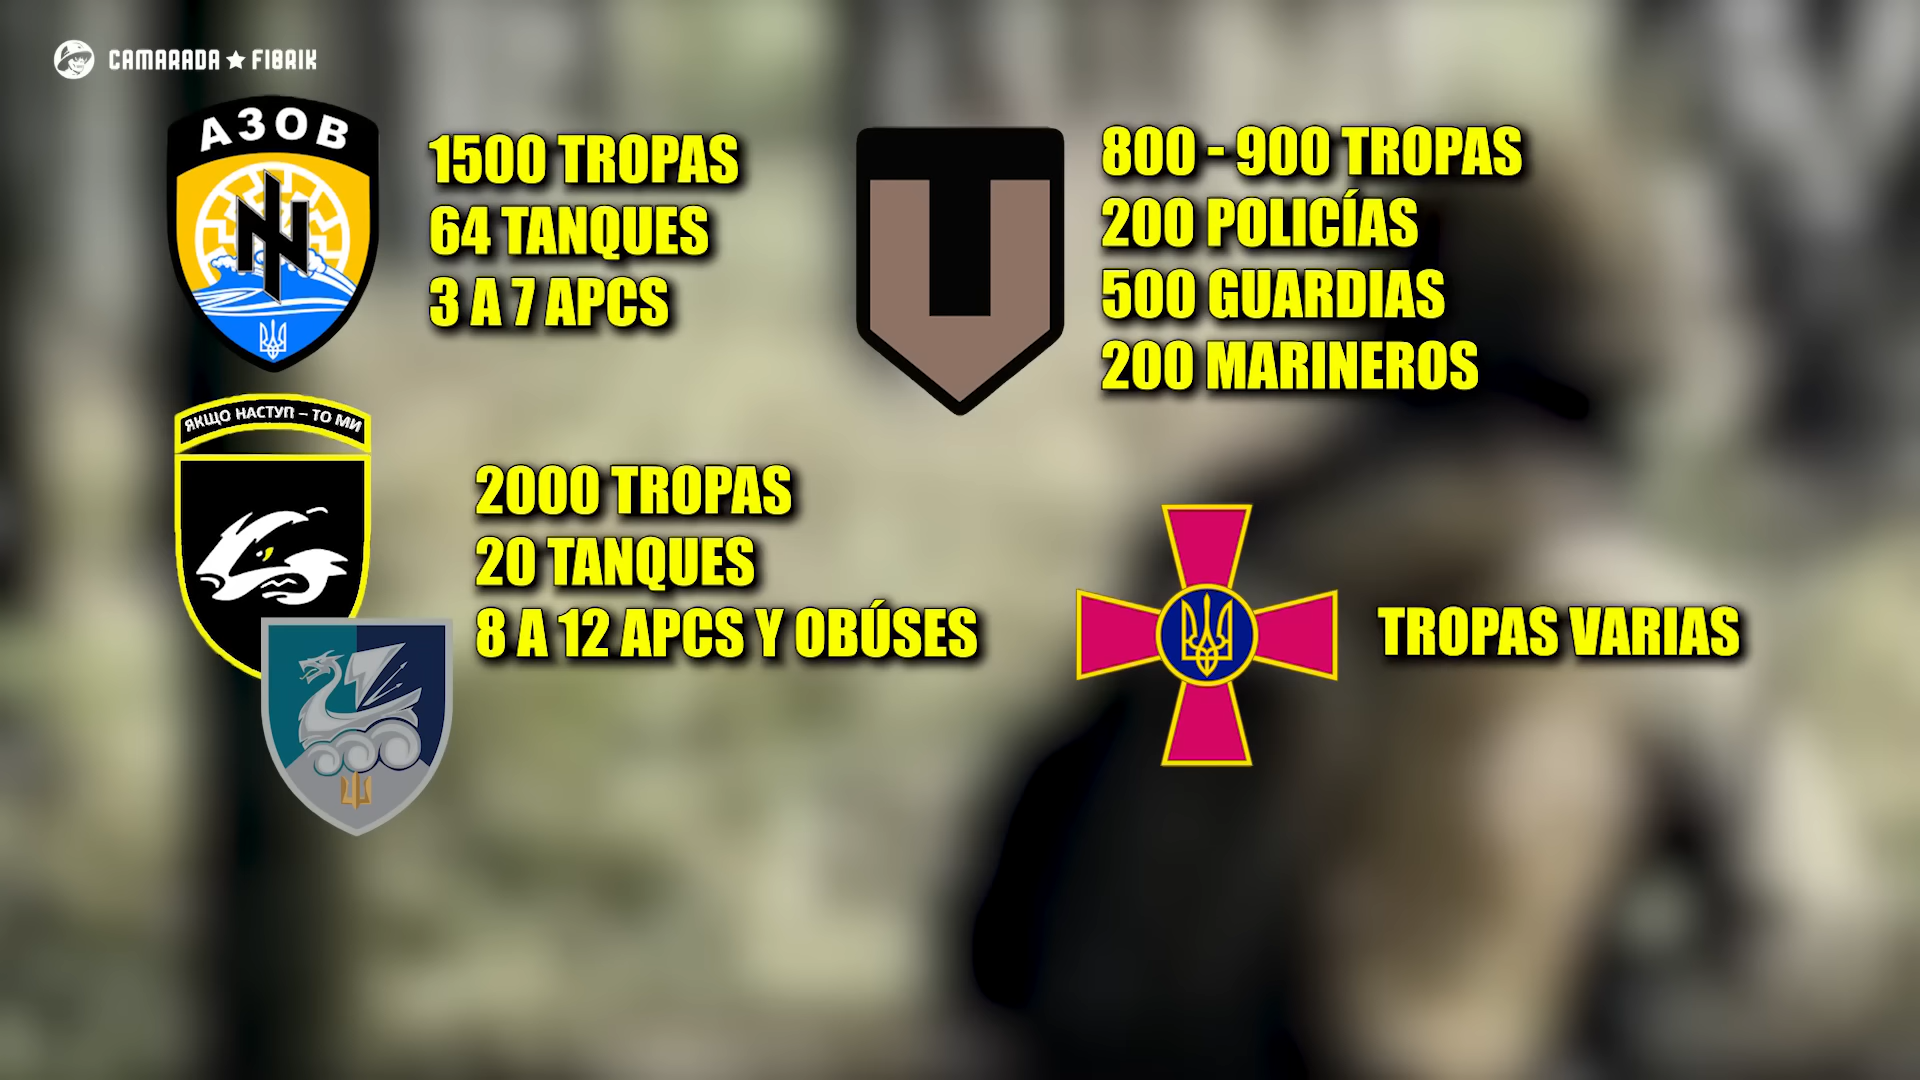 CAMARADA★FIBRIK
АЗОВ
1500 TROPAS
64 TANQUES
3 A 7 APCS
800 - 900 TROPAS
200 POLICÍAS
500 GUARDIAS
200 MARINEROS
ЯКЩО НАСТУП – ТО МИ
2000 TROPAS
20 TANQUES
8 A 12 APCS Y OBÚSES
TROPAS VARIAS